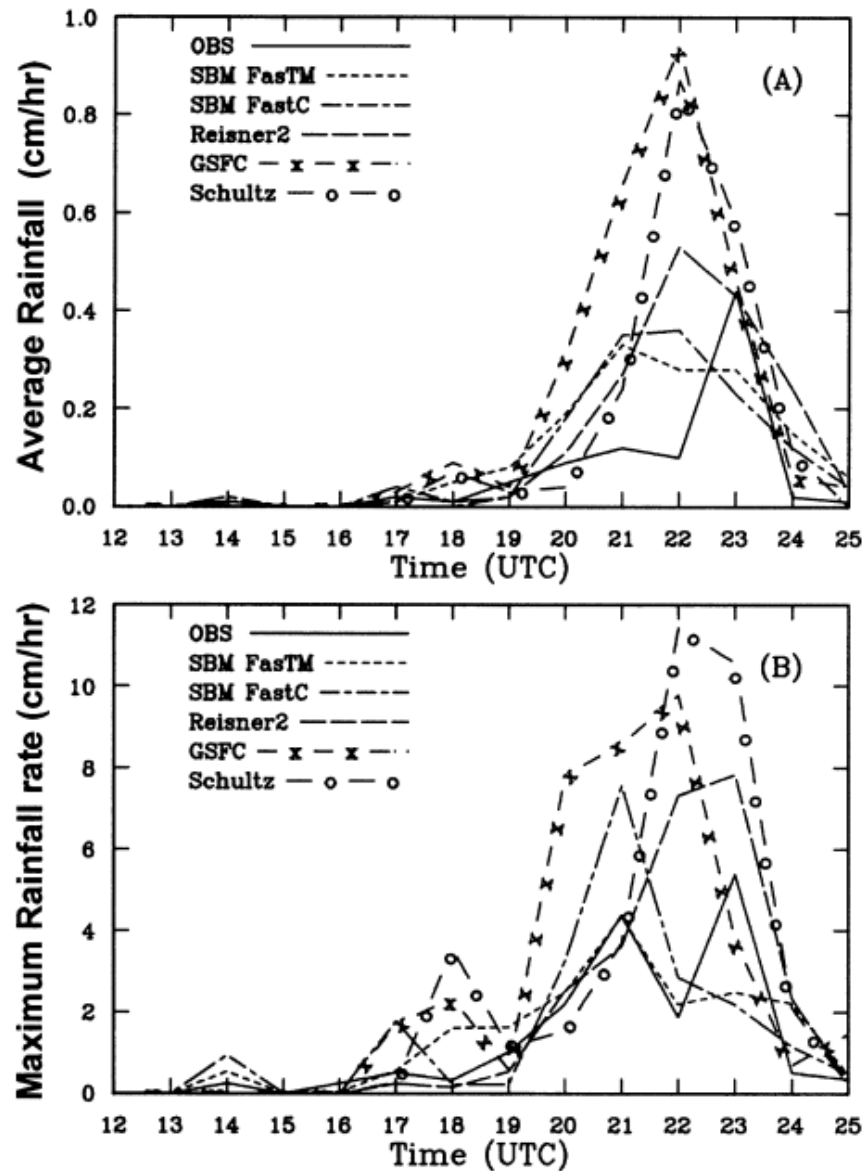 Average Rainfall (cm/hr)
1.0
0.8
0.6
0.4
0.2
0.0
OBS
SBM FasTM
SBM FastC
Reisner2
GSFC
Schultz
(A)
12 13 14 15 16 17 18 19 20 21 22 23 24 25
Time (UTC)
Maximum Rainfall rate (cm/hr)
12
10
8
6
4
2
0
OBS
SBM FasTM
SBM FastC
Reisner2
GSFC
Schultz
(B)
12 13 14 15 16 17 18 19 20 21 22 23 24 25
Time (UTC)